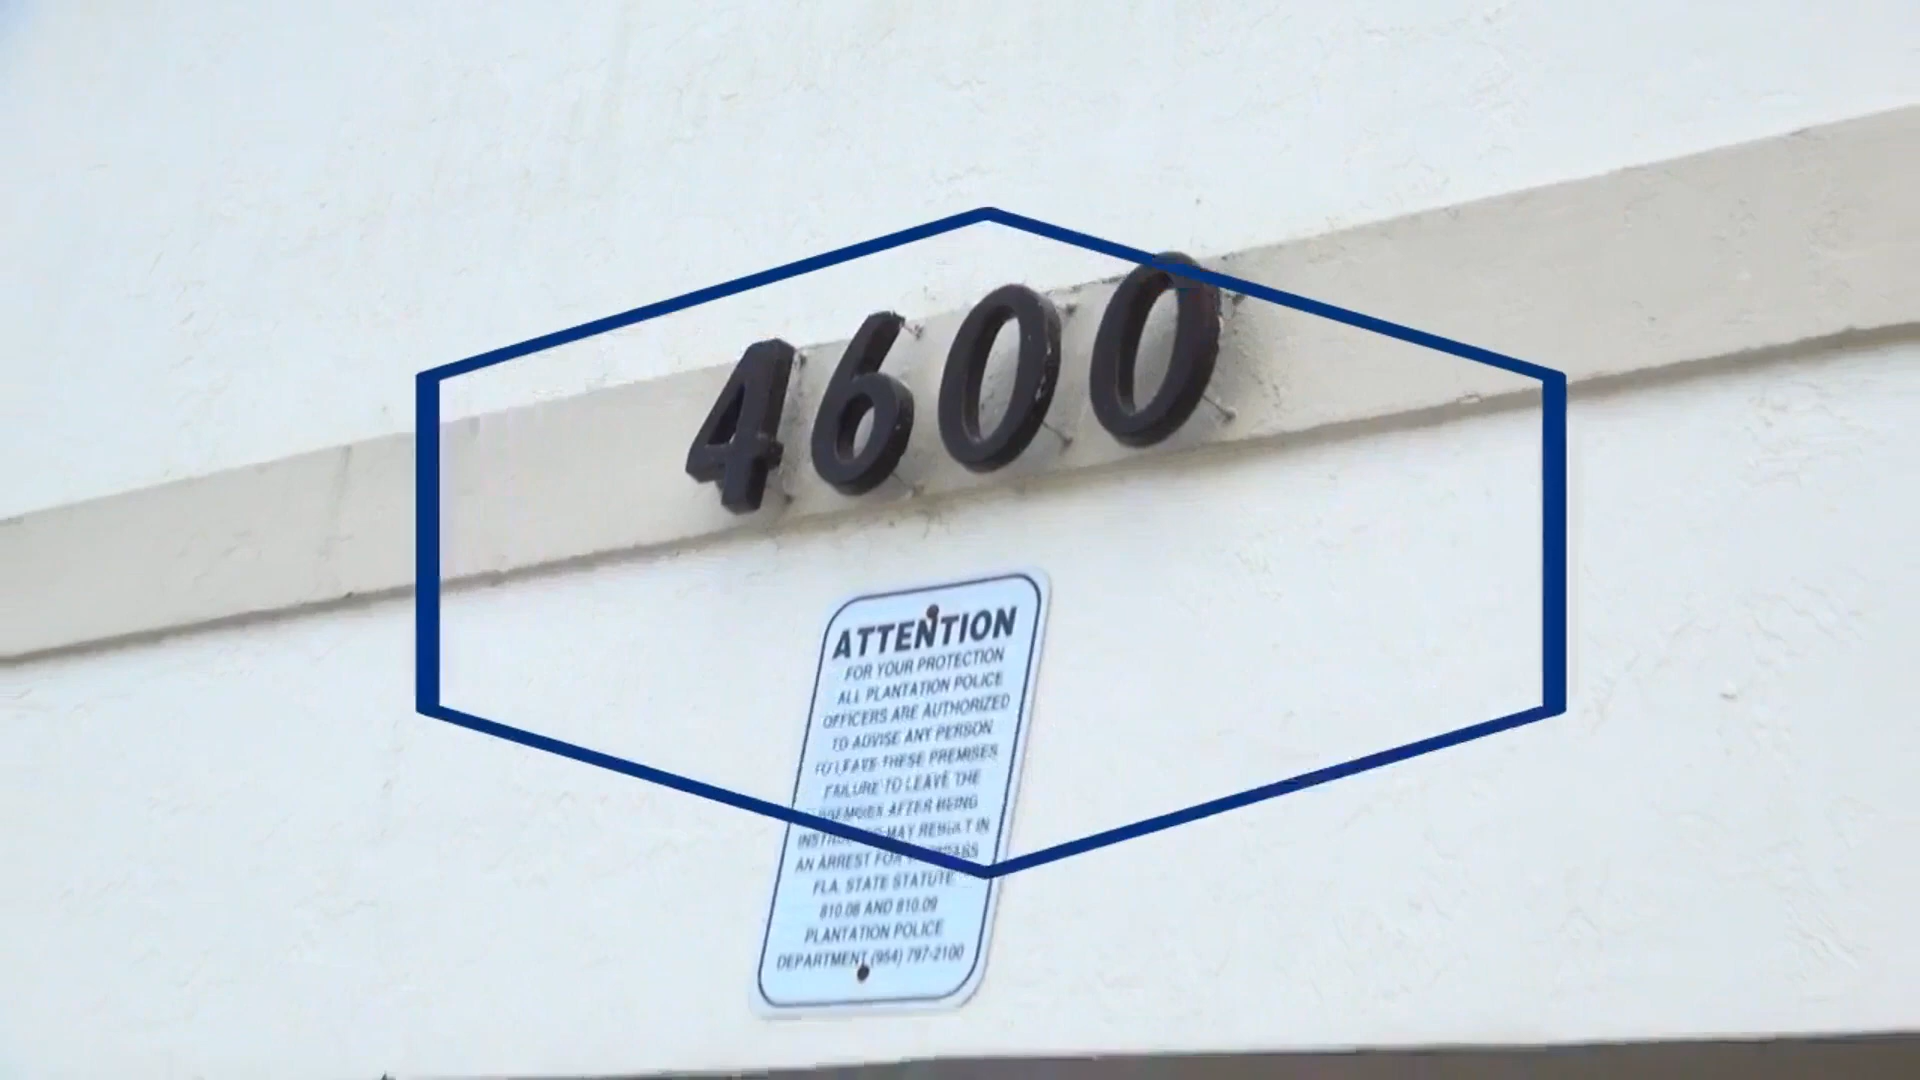 4600
ATTENTION
FOR YOUR PROTECTION
ALL PLANTATION POLICE
OFFICERS ARE AUTHORIZED
TO ADVISE ANY PERSON
TO LEAVE THESE PREMISES
FAILURE TO LEAVE THE
PREMISES AFTER BEING
MAY RESULT IN
AN ARREST FOR
FLA. STATE STATUTE
810.08 AND 810.09
PLANTATION POLICE
DEPARTMENT (954) 797-2100